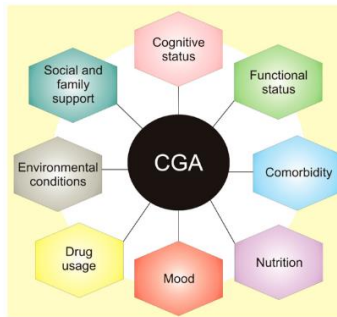 Cognitive
status
Social and
family
support
Functional
status
CGA
Environmental
conditions
Comorbidity
Drug
usage
Mood
Nutrition